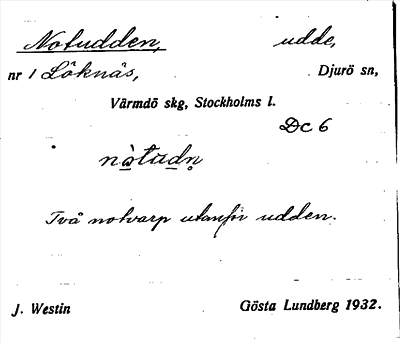 Notudden, udde,
nr 1 Löknäs, Djurö sn,
Värmdö skg, Stockholms l.
Dc 6
nòtudn̥
Två notvarp utanför udden.
J. Westin Gösta Lundberg 1932.